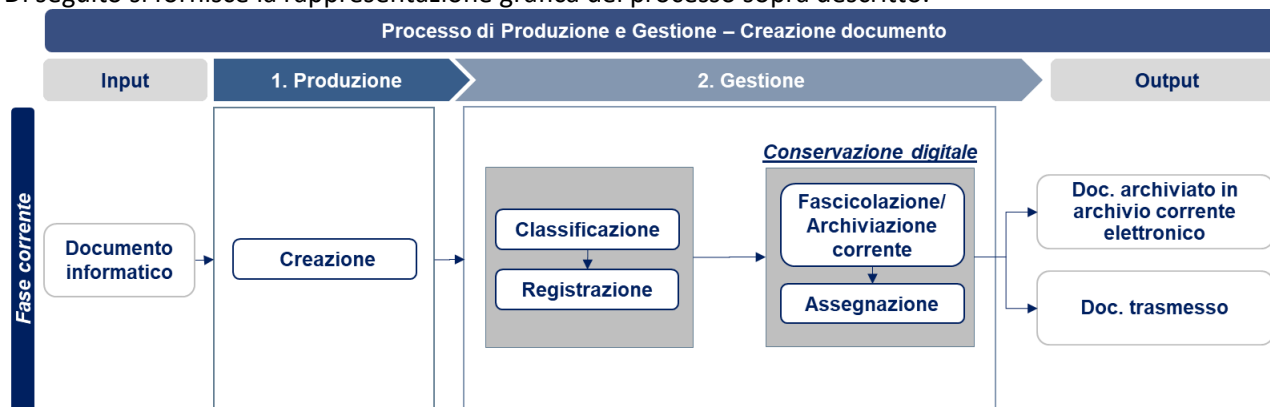 Di seguito si fornisce la rappresentazione grafica del processo sopra descritto.
Processo di Produzione e Gestione – Creazione documento
Input
1. Produzione
2. Gestione
Output
Fase corrente
Documento
informatico
Creazione
Classificazione
Registrazione
Conservazione digitale
Fascicolazione/
Archiviazione
corrente
Assegnazione
Doc. archiviato in
archivio corrente
elettronico
Doc. trasmesso